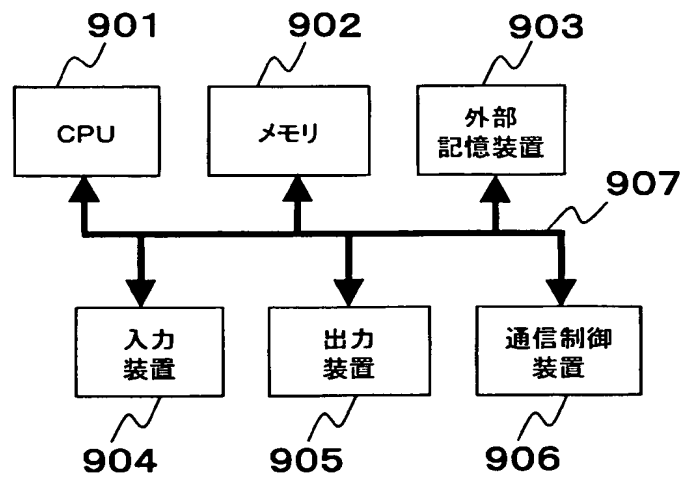 901
902
903
CPU
メモリ
外部
記憶装置
907
入力
装置
出力
装置
通信制御
装置
904
905
906